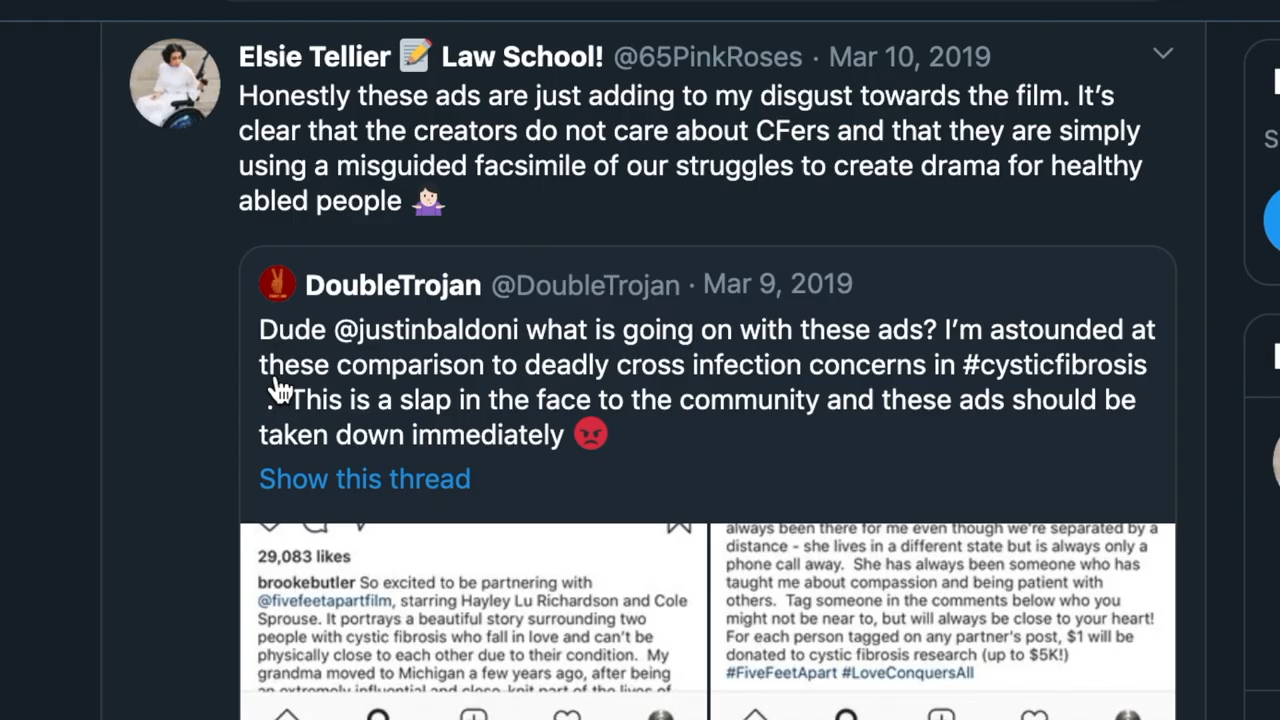 Elsie Tellier 📝 Law School! @65PinkRoses · Mar 10, 2019
Honestly these ads are just adding to my disgust towards the film. It's
clear that the creators do not care about CFers and that they are simply
using a misguided facsimile of our struggles to create drama for healthy
abled people 🤷🏻‍♀️
DoubleTrojan @DoubleTrojan · Mar 9, 2019
Dude @justinbaldoni what is going on with these ads? I'm astounded at
these comparison to deadly cross infection concerns in #cysticfibrosis
. This is a slap in the face to the community and these ads should be
taken down immediately 😡
Show this thread
29,083 likes
brookebutler So excited to be partnering with
@fivefeetapartfilm, starring Hayley Lu Richardson and Cole
Sprouse. It portrays a beautiful story surrounding two
people with cystic fibrosis who fall in love and can't be
physically close to each other due to their condition. My
grandma moved to Michigan a few years ago, after being
an extremely influential and close-knit part of the lives of
always been there for me even though we're separated by a
distance - she lives in a different state but is always only a
phone call away. She has always been someone who has
taught me about compassion and being patient with
others. Tag someone in the comments below who you
might not be near to, but will always be close to your heart!
For each person tagged on any partner's post, $1 will be
donated to cystic fibrosis research (up to $5K!)
#FiveFeetApart #LoveConquersAll